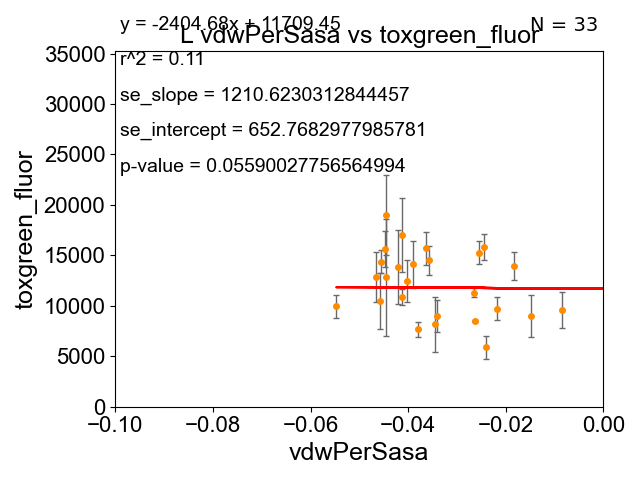 y = -2404.68x + 11709.45
N = 33
L vdwPerSasa vs toxgreen_fluor
r^2 = 0.11
se_slope = 1210.6230312844457
se_intercept = 652.7682977985781
p-value = 0.05590027756564994
35000
30000
25000
20000
15000
10000
5000
0
toxgreen_fluor
−0.10 −0.08 −0.06 −0.04 −0.02 0.00
vdwPerSasa